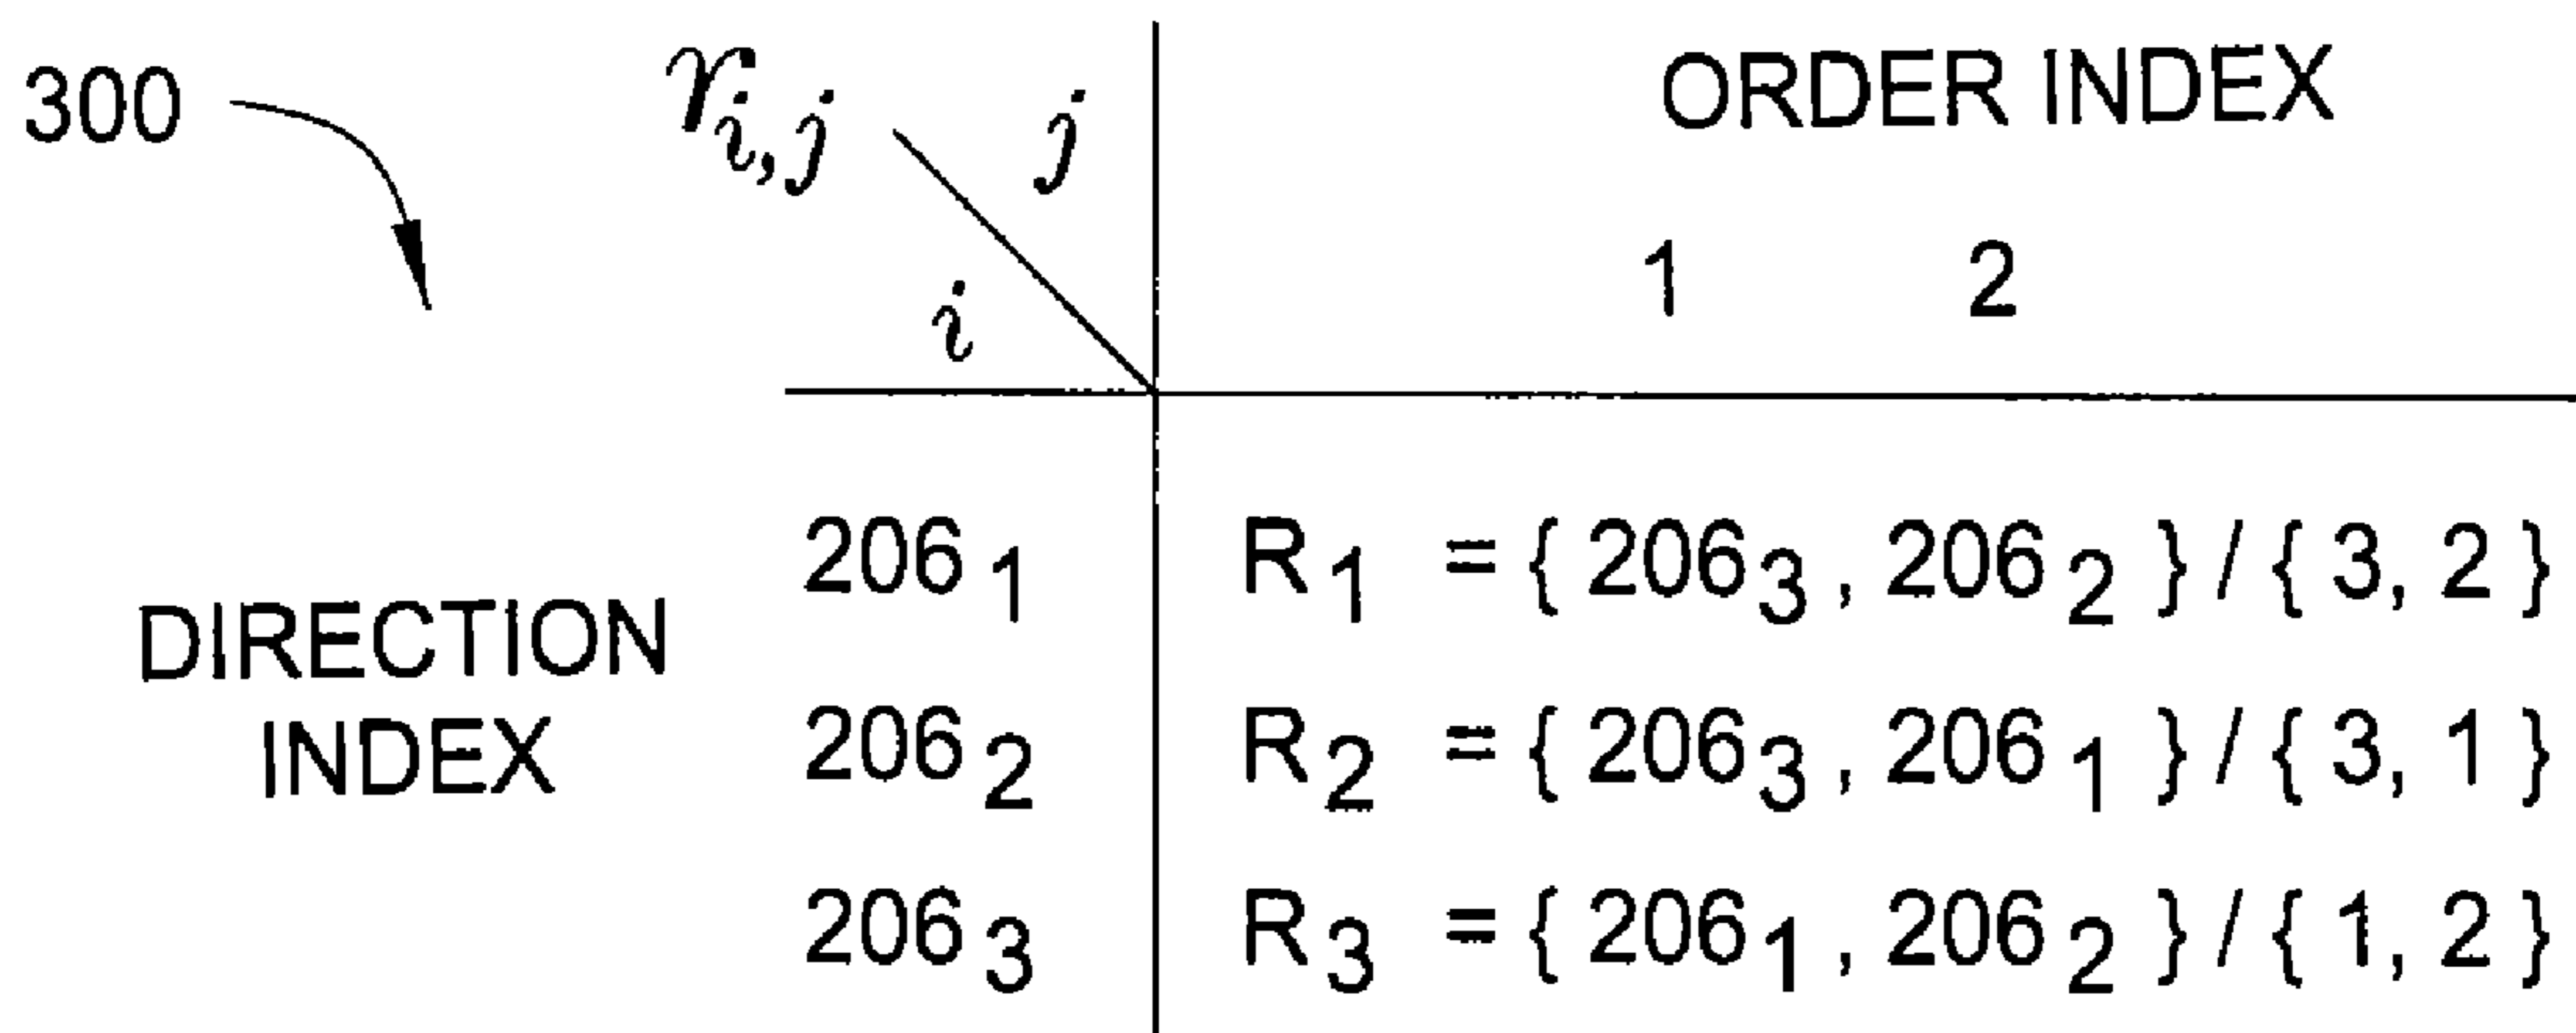 300 r_{i,j} j ORDER INDEX
i 1 2
206_1 R_1 = { 206_3 , 206_2 } / { 3, 2 }
DIRECTION
INDEX
206_2 R_2 = { 206_3 , 206_1 } / { 3, 1 }
206_3 R_3 = { 206_1 , 206_2 } / { 1, 2 }